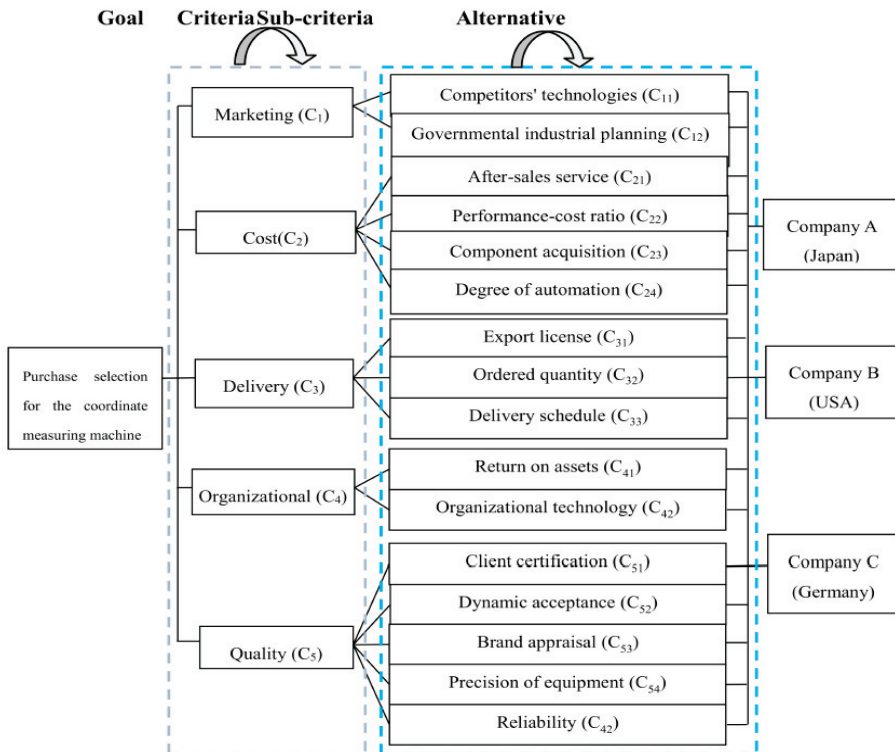 Goal Criteria Sub-criteria Alternative
Marketing (C₁)
Competitors' technologies (C₁₁)
Governmental industrial planning (C₁₂)
Cost(C₂)
After-sales service (C₂₁)
Performance-cost ratio (C₂₂)
Component acquisition (C₂₃)
Degree of automation (C₂₄)
Company A
(Japan)
Purchase selection
for the coordinate
measuring machine
Delivery (C₃)
Export license (C₃₁)
Ordered quantity (C₃₂)
Delivery schedule (C₃₃)
Company B
(USA)
Organizational (C₄)
Return on assets (C₄₁)
Organizational technology (C₄₂)
Quality (C₅)
Client certification (C₅₁)
Dynamic acceptance (C₅₂)
Brand appraisal (C₅₃)
Precision of equipment (C₅₄)
Reliability (C₄₂)
Company C
(Germany)